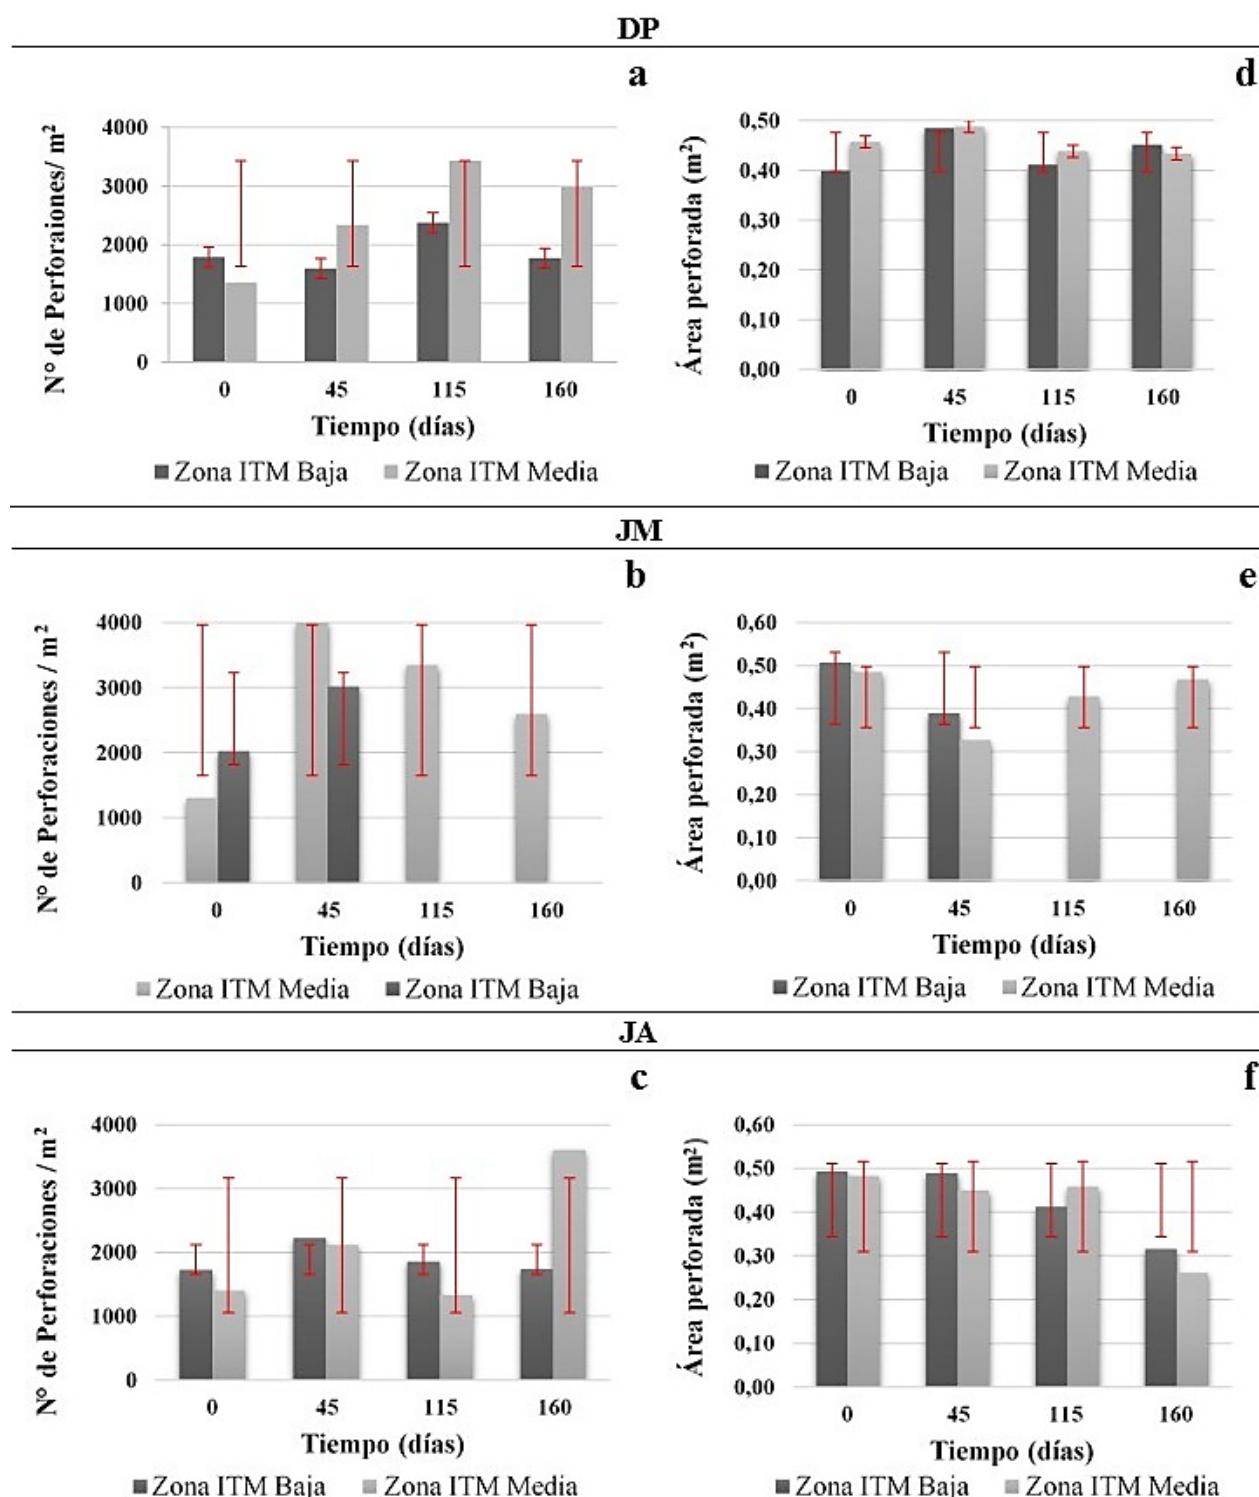 DP
a
N° de Perforaiones/ m²
4000
3000
2000
1000
0
0 45 115 160
Tiempo (días)
Zona ITM Baja Zona ITM Media
d
Área perforada (m²)
0,50
0,40
0,30
0,20
0,10
0,00
0 45 115 160
Tiempo (días)
Zona ITM Baja Zona ITM Media
JM
b
N° de Perforaciones / m²
4000
3000
2000
1000
0
0 45 115 160
Tiempo (días)
Zona ITM Media Zona ITM Baja
e
Área perforada (m²)
0,60
0,50
0,40
0,30
0,20
0,10
0,00
0 45 115 160
Tiempo (días)
Zona ITM Baja Zona ITM Media
JA
c
N° de Perforaciones / m²
4000
3000
2000
1000
0
0 45 115 160
Tiempo (días)
Zona ITM Baja Zona ITM Media
f
Área perforada (m²)
0,60
0,50
0,40
0,30
0,20
0,10
0,00
0 45 115 160
Tiempo (días)
Zona ITM Baja Zona ITM Media